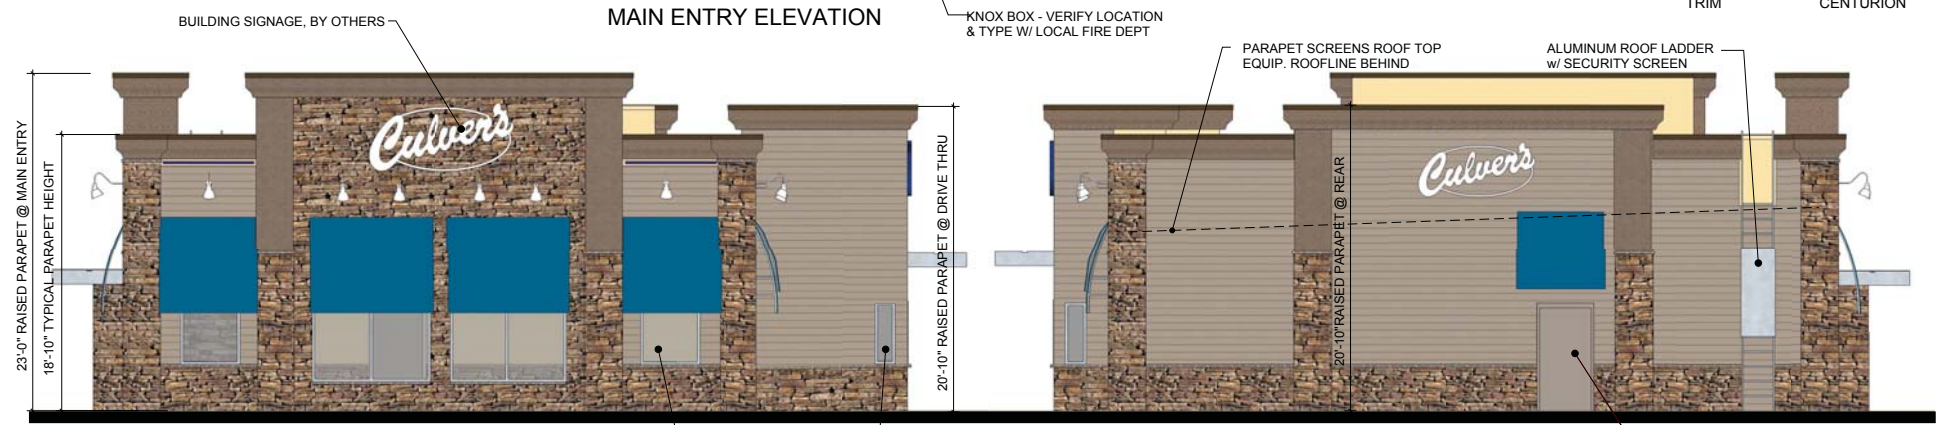 TRIM
CENTURION
BUILDING SIGNAGE, BY OTHERS
MAIN ENTRY ELEVATION
KNOX BOX - VERIFY LOCATION
& TYPE W/ LOCAL FIRE DEPT
PARAPET SCREENS ROOF TOP
EQUIP. ROOFLINE BEHIND
ALUMINUM ROOF LADDER
w/ SECURITY SCREEN
23'-0" RAISED PARAPET @ MAIN ENTRY
18'-10" TYPICAL PARAPET HEIGHT
Culver's
20'-10" RAISED PARAPET @ DRIVE THRU
20'-10"RAISED PARAPET @ REAR
Culver's